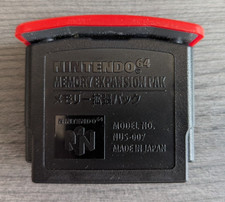 NINTENDO64
MEMORY EXPANSION PAK
メモリー拡張パック
MODEL NO.
NUS-007
MADE IN JAPAN